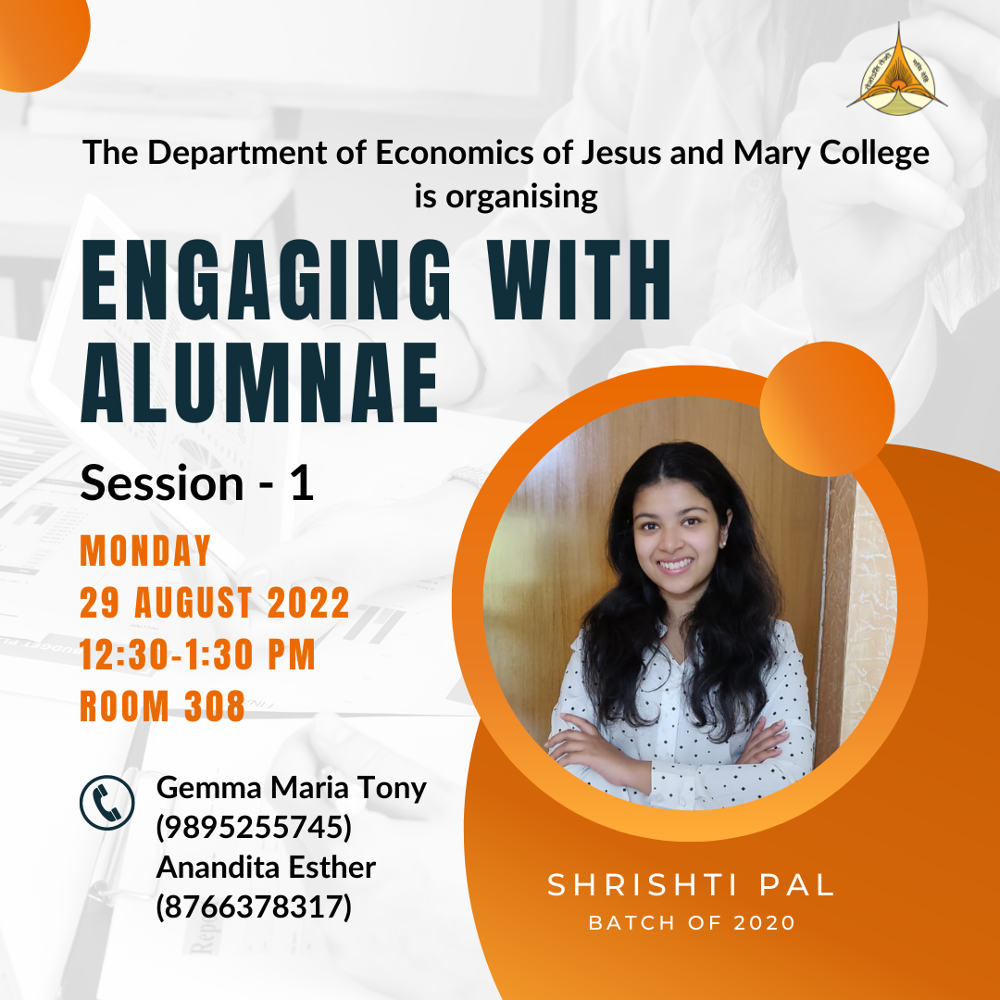 The Department of Economics of Jesus and Mary College
is organising
ENGAGING WITH
ALUMNAE
Session - 1
MONDAY
29 AUGUST 2022
12:30-1:30 PM
ROOM 308
Gemma Maria Tony
(9895255745)
Anandita Esther
(8766378317)
SHRISHTI PAL
BATCH OF 2020